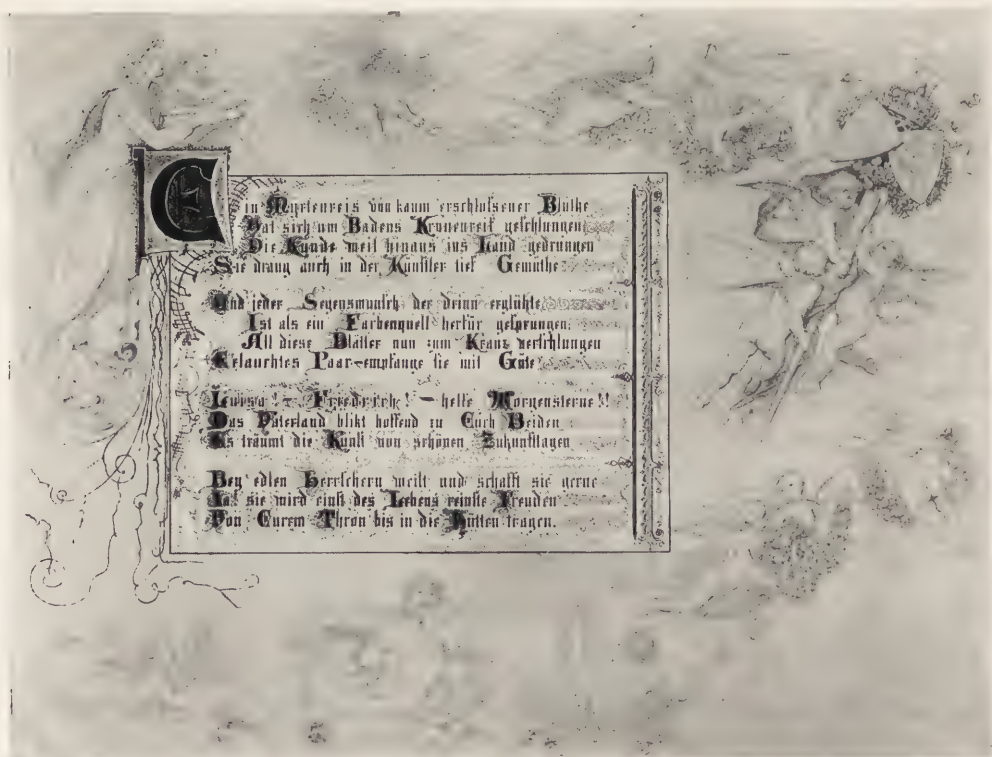 Ein Myrtenreis von kaum erschlossener Blüthe
Hat sich um Badens Kronenreif geschlungen
Die Kunde weit hinaus ins Land gedrungen
Sie drang auch in der Künstler tief Gemüthe
Und jeder Segenswunsch der drinn erglühte
Ist als ein Farbenquell herfür gesprungen:
All diese Blätter nun zum Kranz verschlungen
Erlauchtes Paar–empfange sie mit Güte
Luisa! – Friedrich! – helle Morgensterne!!
Das Vaterland blikt hoffend zu Euch Beiden
Es träumt die Kunst von schönen Zukunfttagen
Bey edlen Herrschern weilt und schafft sie gerne
Ja! sie wird einst des Lebens reinste Freuden
Von Eurem Thron bis in die Hütten tragen.